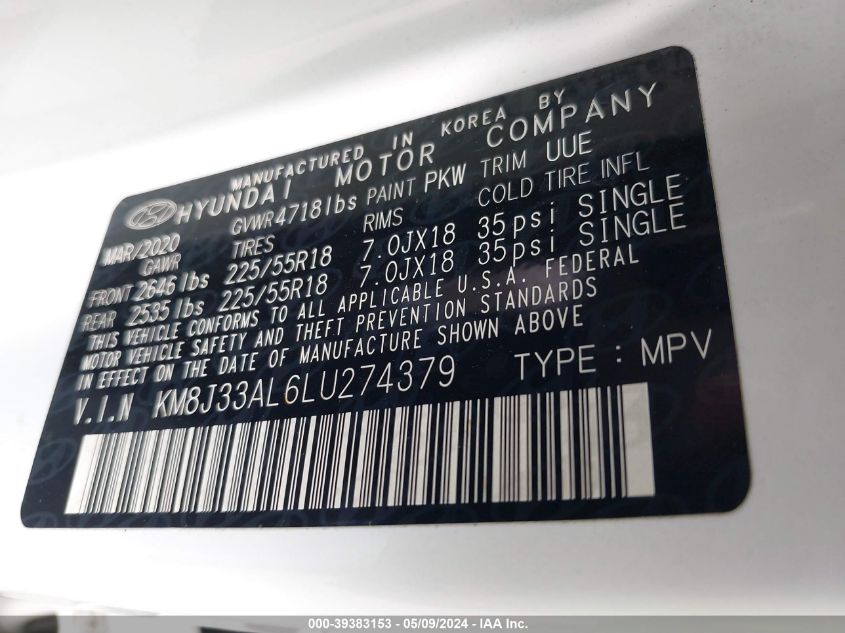 MANUFACTURED IN KOREA BY
HYUNDAI MOTOR COMPANY
MAR/2020 GVWR 4718 lbs PAINT PKW TRIM UUE
GAWR TIRES RIMS COLD TIRE INFL
FRONT 2646 lbs 225/55R18 7.0JX18 35psi SINGLE
REAR 2535 lbs 225/55R18 7.0JX18 35psi SINGLE
THIS VEHICLE CONFORMS TO ALL APPLICABLE U.S.A. FEDERAL
MOTOR VEHICLE SAFETY AND THEFT PREVENTION STANDARDS
IN EFFECT ON THE DATE OF MANUFACTURE SHOWN ABOVE
V.I.N KM8J33AL6LU274379 TYPE : MPV
000-39383153 - 05/09/2024 - IAA Inc.